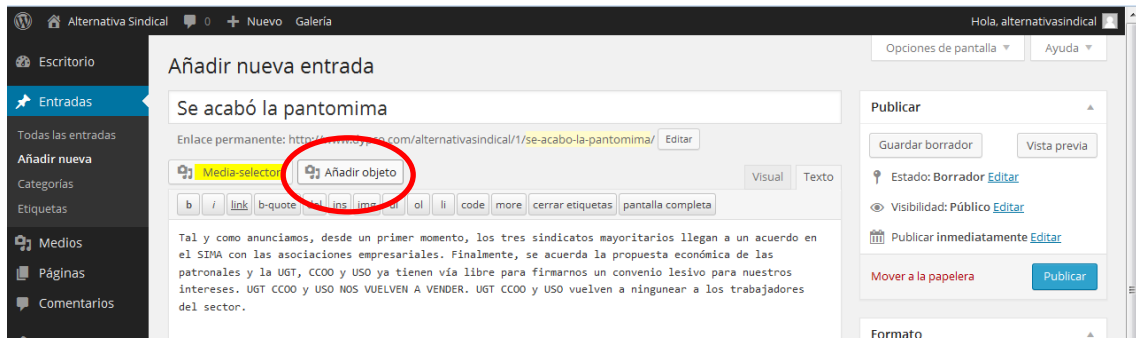 Alternativa Sindical 0 + Nuevo Galería Hola, alternativasindical
Opciones de pantalla Ayuda
Escritorio
Entradas
Todas las entradas
Añadir nueva
Categorías
Etiquetas
Medios
Páginas
Comentarios
Añadir nueva entrada
Se acabó la pantomima
Enlace permanente: .com/alternativasindical/1/se-acabo-la-pantomima/ Editar
Media-selector Añadir objeto Visual Texto
b i link b-quote del ins img ul ol li code more cerrar etiquetas pantalla completa
Tal y como anunciamos, desde un primer momento, los tres sindicatos mayoritarios llegan a un acuerdo en
el SIMA con las asociaciones empresariales. Finalmente, se acuerda la propuesta económica de las
patronales y la UGT, CCOO y USO ya tienen vía libre para firmarnos un convenio lesivo para nuestros
intereses. UGT CCOO y USO NOS VUELVEN A VENDER. UGT CCOO y USO vuelven a ningunear a los trabajadores
del sector.
Publicar
Guardar borrador Vista previa
Estado: Borrador Editar
Visibilidad: Público Editar
Publicar inmediatamente Editar
Mover a la papelera Publicar
Formato